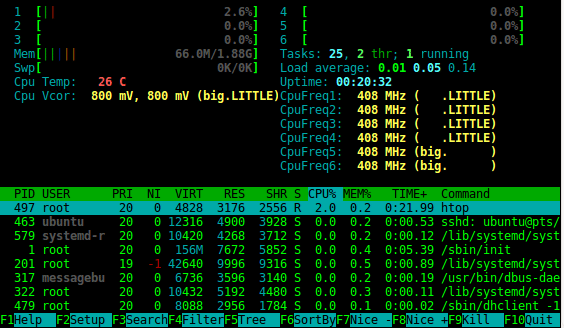 1 [|| 2.6%] 4 [ 0.0%]
2 [ 0.0%] 5 [ 0.0%]
3 [ 0.0%] 6 [ 0.0%]
Mem[||||| 66.0M/1.88G] Tasks: 25, 2 thr; 1 running
Swp[ 0K/0K] Load average: 0.01 0.05 0.14
Cpu Temp: 26 C Uptime: 00:20:32
Cpu Vcor: 800 mV, 800 mV (big.LITTLE) CpuFreq1: 408 MHz ( .LITTLE)
CpuFreq2: 408 MHz ( .LITTLE)
CpuFreq3: 408 MHz ( .LITTLE)
CpuFreq4: 408 MHz ( .LITTLE)
CpuFreq5: 408 MHz (big. )
CpuFreq6: 408 MHz (big. )
PID USER PRI NI VIRT RES SHR S CPU% MEM% TIME+ Command
497 root 20 0 4828 3176 2556 R 2.0 0.2 0:21.99 htop
463 ubuntu 20 0 12316 4900 3928 S 0.0 0.2 0:00.53 sshd: ubuntu@pts/
579 systemd-r 20 0 10420 4268 3712 S 0.0 0.2 0:00.12 /lib/systemd/syst
1 root 20 0 156M 7672 5852 S 0.0 0.4 0:05.39 /sbin/init
201 root 19 -1 42640 9996 9316 S 0.0 0.5 0:00.89 /lib/systemd/syst
317 messagebu 20 0 6736 3596 3140 S 0.0 0.2 0:00.19 /usr/bin/dbus-dae
322 root 20 0 10432 5192 4480 S 0.0 0.3 0:00.11 /lib/systemd/syst
479 root 20 0 8088 2956 1784 S 0.0 0.1 0:00.02 /sbin/dhclient -1
F1Help F2Setup F3SearchF4FilterF5Tree F6SortByF7Nice -F8Nice +F9Kill F10Quit